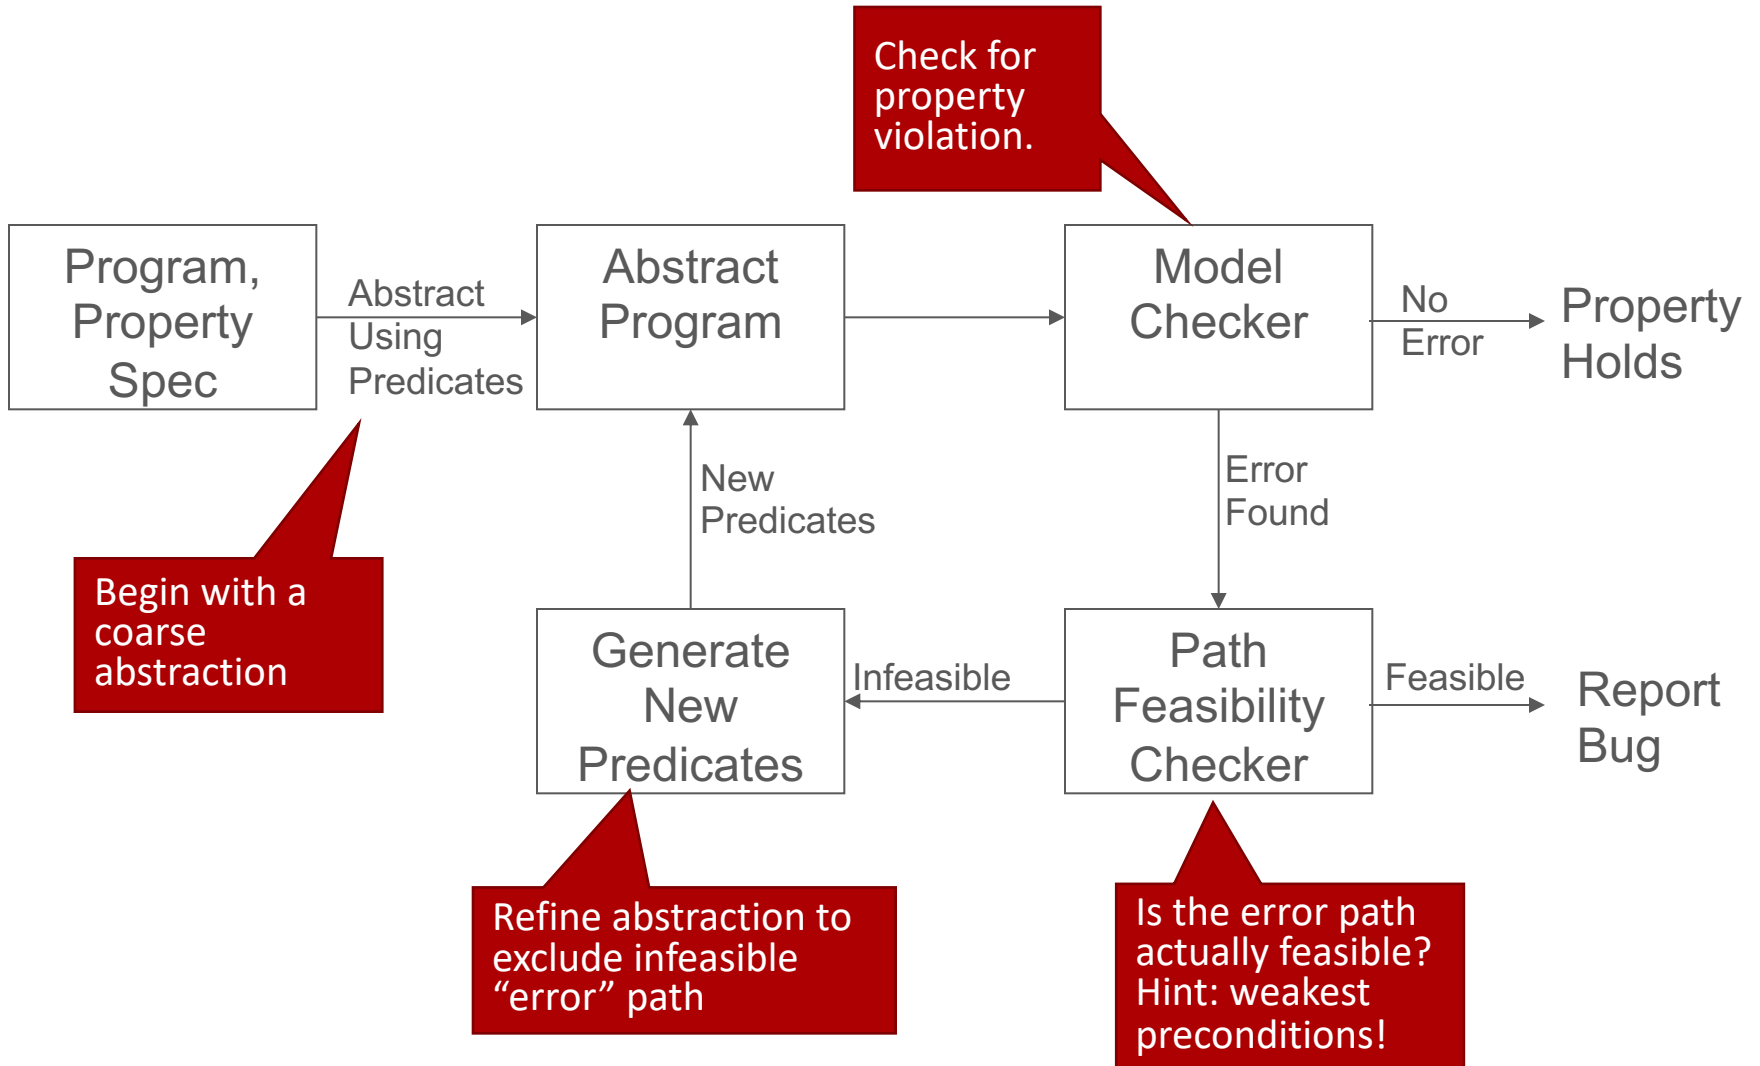 Check for
property
violation.
Program,
Property
Spec
Abstract
Using
Predicates
Abstract
Program
Model
Checker
No
Error
Property
Holds
New
Predicates
Error
Found
Begin with a
coarse
abstraction
Generate
New
Predicates
Infeasible
Path
Feasibility
Checker
Feasible
Report
Bug
Refine abstraction to
exclude infeasible
“error” path
Is the error path
actually feasible?
Hint: weakest
preconditions!